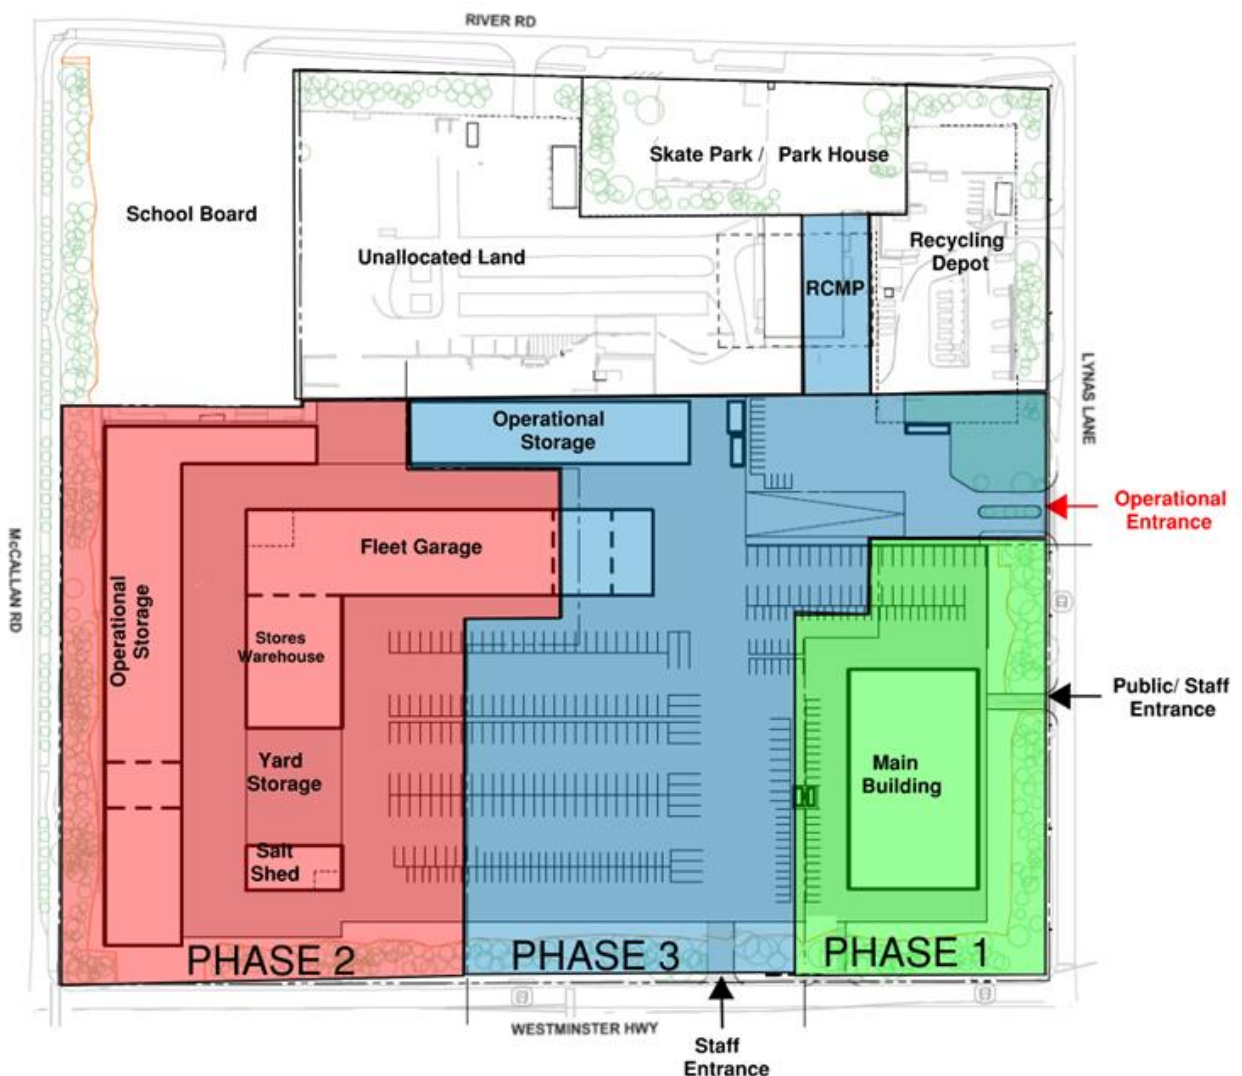 RIVER RD
Skate Park / Park House
School Board
Unallocated Land
Recycling
Depot
RCMP
LYNAS LANE
Operational
Storage
Operational
Entrance
McCALLAN RD
Fleet Garage
Operational
Storage
Stores
Warehouse
Public/ Staff
Entrance
Yard
Storage
Main
Building
Salt
Shed
PHASE 2
PHASE 3
PHASE 1
WESTMINSTER HWY
Staff
Entrance